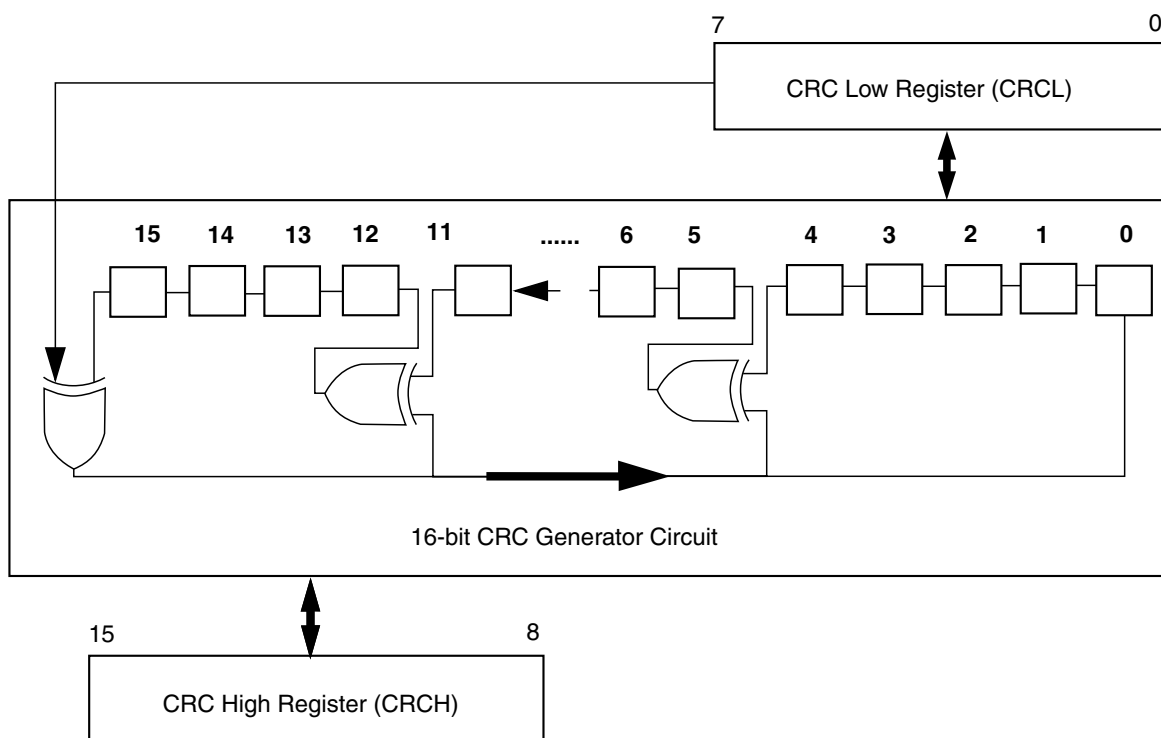 7 0
CRC Low Register (CRCL)
15 14 13 12 11 ...... 6 5 4 3 2 1 0
16-bit CRC Generator Circuit
15 8
CRC High Register (CRCH)